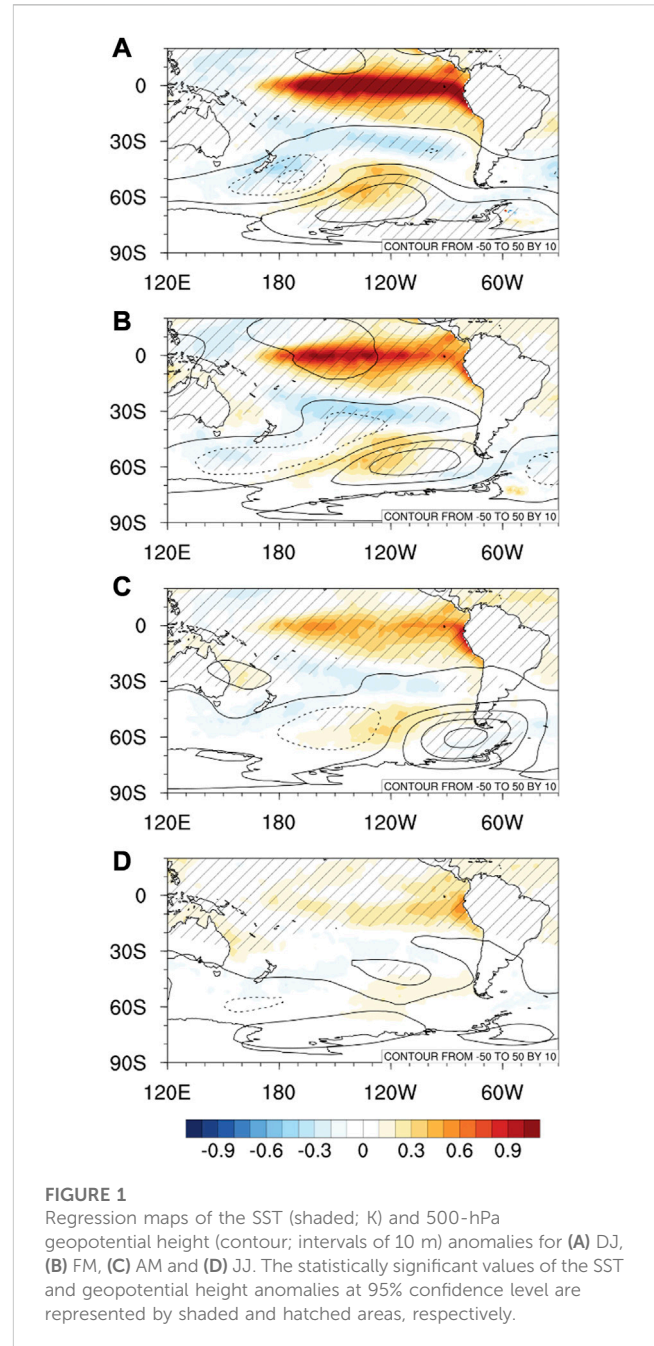 A
0
30S
60S
90S
CONTOUR FROM -50 TO 50 BY 10
120E 180 120W 60W
B
0
30S
60S
90S
CONTOUR FROM -50 TO 50 BY 10
120E 180 120W 60W
C
0
30S
60S
90S
CONTOUR FROM -50 TO 50 BY 10
120E 180 120W 60W
D
0
30S
60S
90S
CONTOUR FROM -50 TO 50 BY 10
120E 180 120W 60W
-0.9 -0.6 -0.3 0 0.3 0.6 0.9
FIGURE 1
Regression maps of the SST (shaded; K) and 500-hPa
geopotential height (contour; intervals of 10 m) anomalies for (A) DJ,
(B) FM, (C) AM and (D) JJ. The statistically significant values of the SST
and geopotential height anomalies at 95% confidence level are
represented by shaded and hatched areas, respectively.